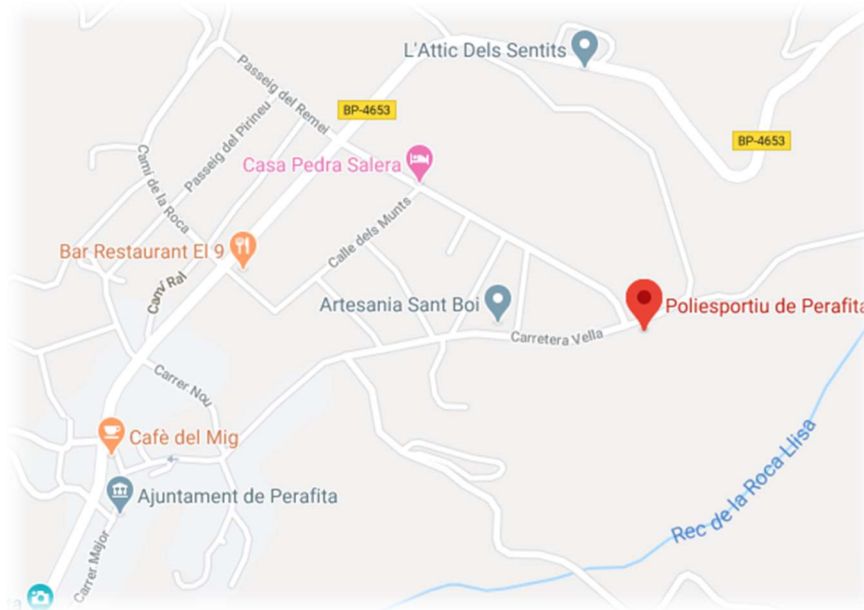 L'Attic Dels Sentits
Passeig del Remei
BP-4653
BP-4653
Passeig del Pirineu
Casa Pedra Salera
Camí de la Roca
Calle dels Munts
Bar Restaurant El 9
Camí Ral
Artesania Sant Boi
Poliesportiu de Perafita
Carretera Vella
Carrer Nou
Cafè del Mig
Rec de la Roca Llisa
Ajuntament de Perafita
Carrer Major
a